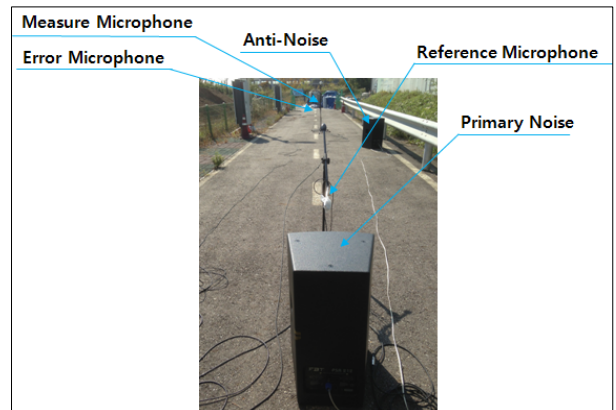 Measure Microphone
Anti-Noise
Reference Microphone
Error Microphone
Primary Noise